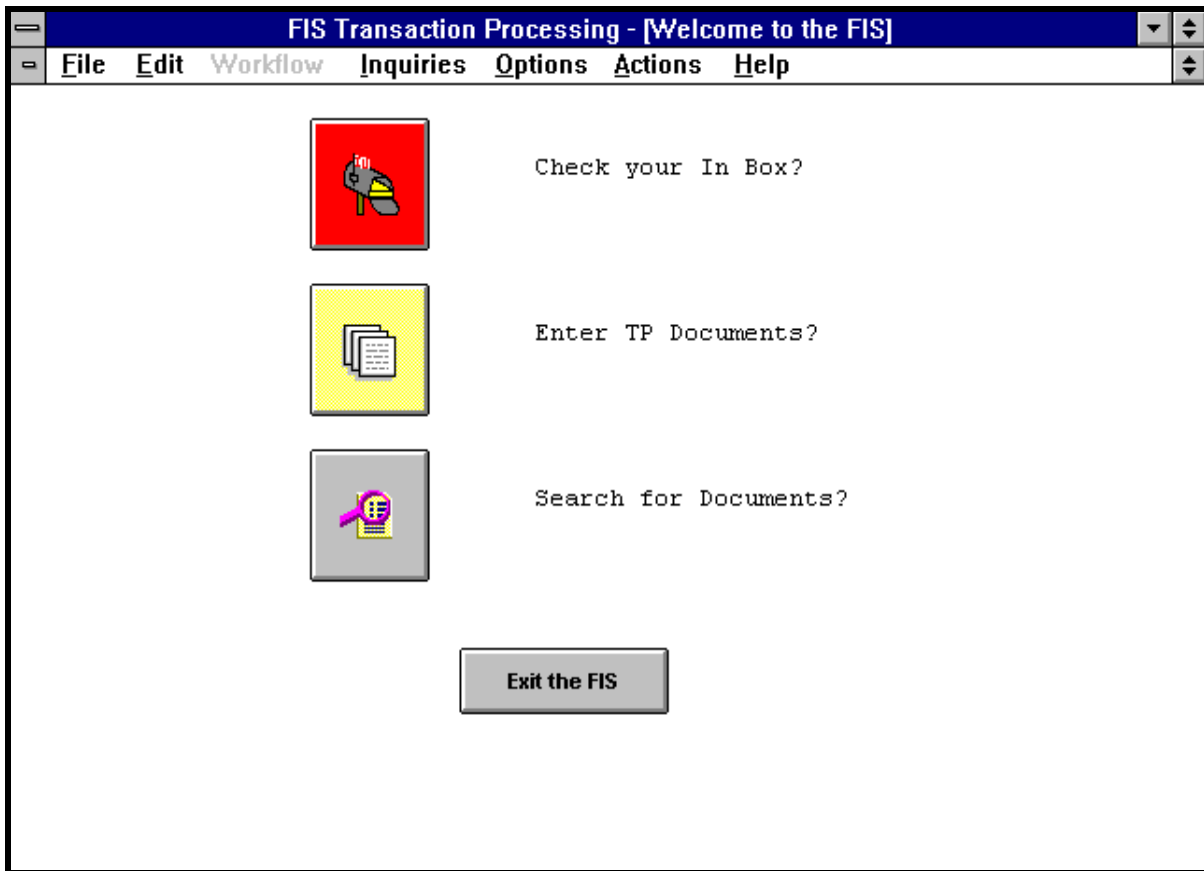 FIS Transaction Processing - [Welcome to the FIS]
File Edit Workflow Inquiries Options Actions Help
Check your In Box?
Enter TP Documents?
Search for Documents?
Exit the FIS